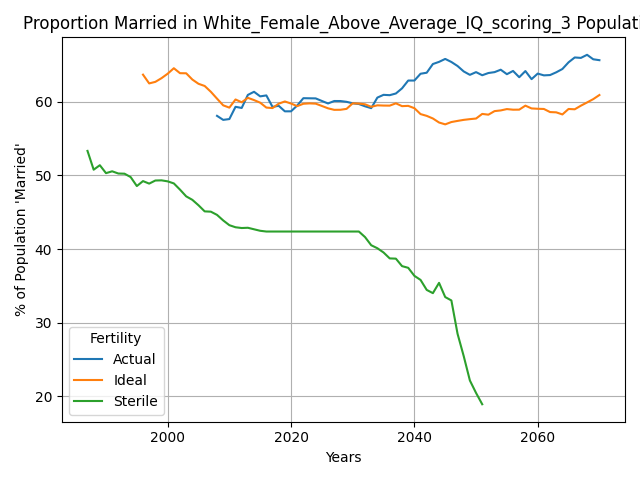 Proportion Married in White_Female_Above_Average_IQ_scoring_3 Populati
% of Population 'Married'
60
50
40
30
20
Fertility
Actual
Ideal
Sterile
2000 2020 2040 2060
Years